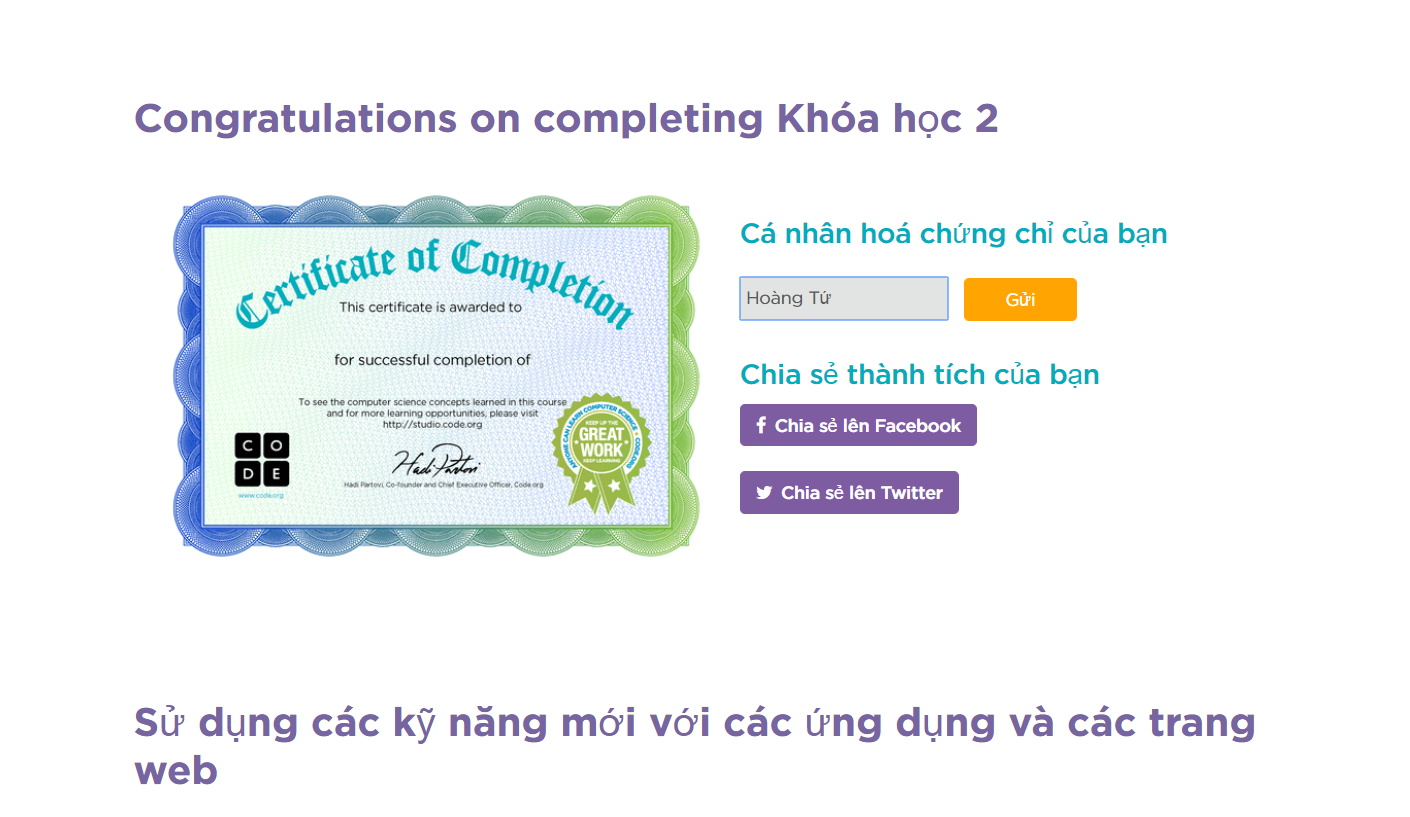 Congratulations on completing Khóa học 2
Certificate of Completion
This certificate is awarded to
for successful completion of
To see the computer science concepts learned in this course
and for more learning opportunities, please visit
http://studio.code.org
C O
D E
www.code.org
Hadi Partovi
Hadi Partovi, Co-founder and Chief Executive Officer, Code.org
ANYONE CAN LEARN COMPUTER SCIENCE • CODE.ORG •
KEEP UP THE
GREAT
WORK
KEEP LEARNING
Cá nhân hoá chứng chỉ của bạn
Hoàng Tứ
Gửi
Chia sẻ thành tích của bạn
Chia sẻ lên Facebook
Chia sẻ lên Twitter
Sử dụng các kỹ năng mới với các ứng dụng và các trang
web